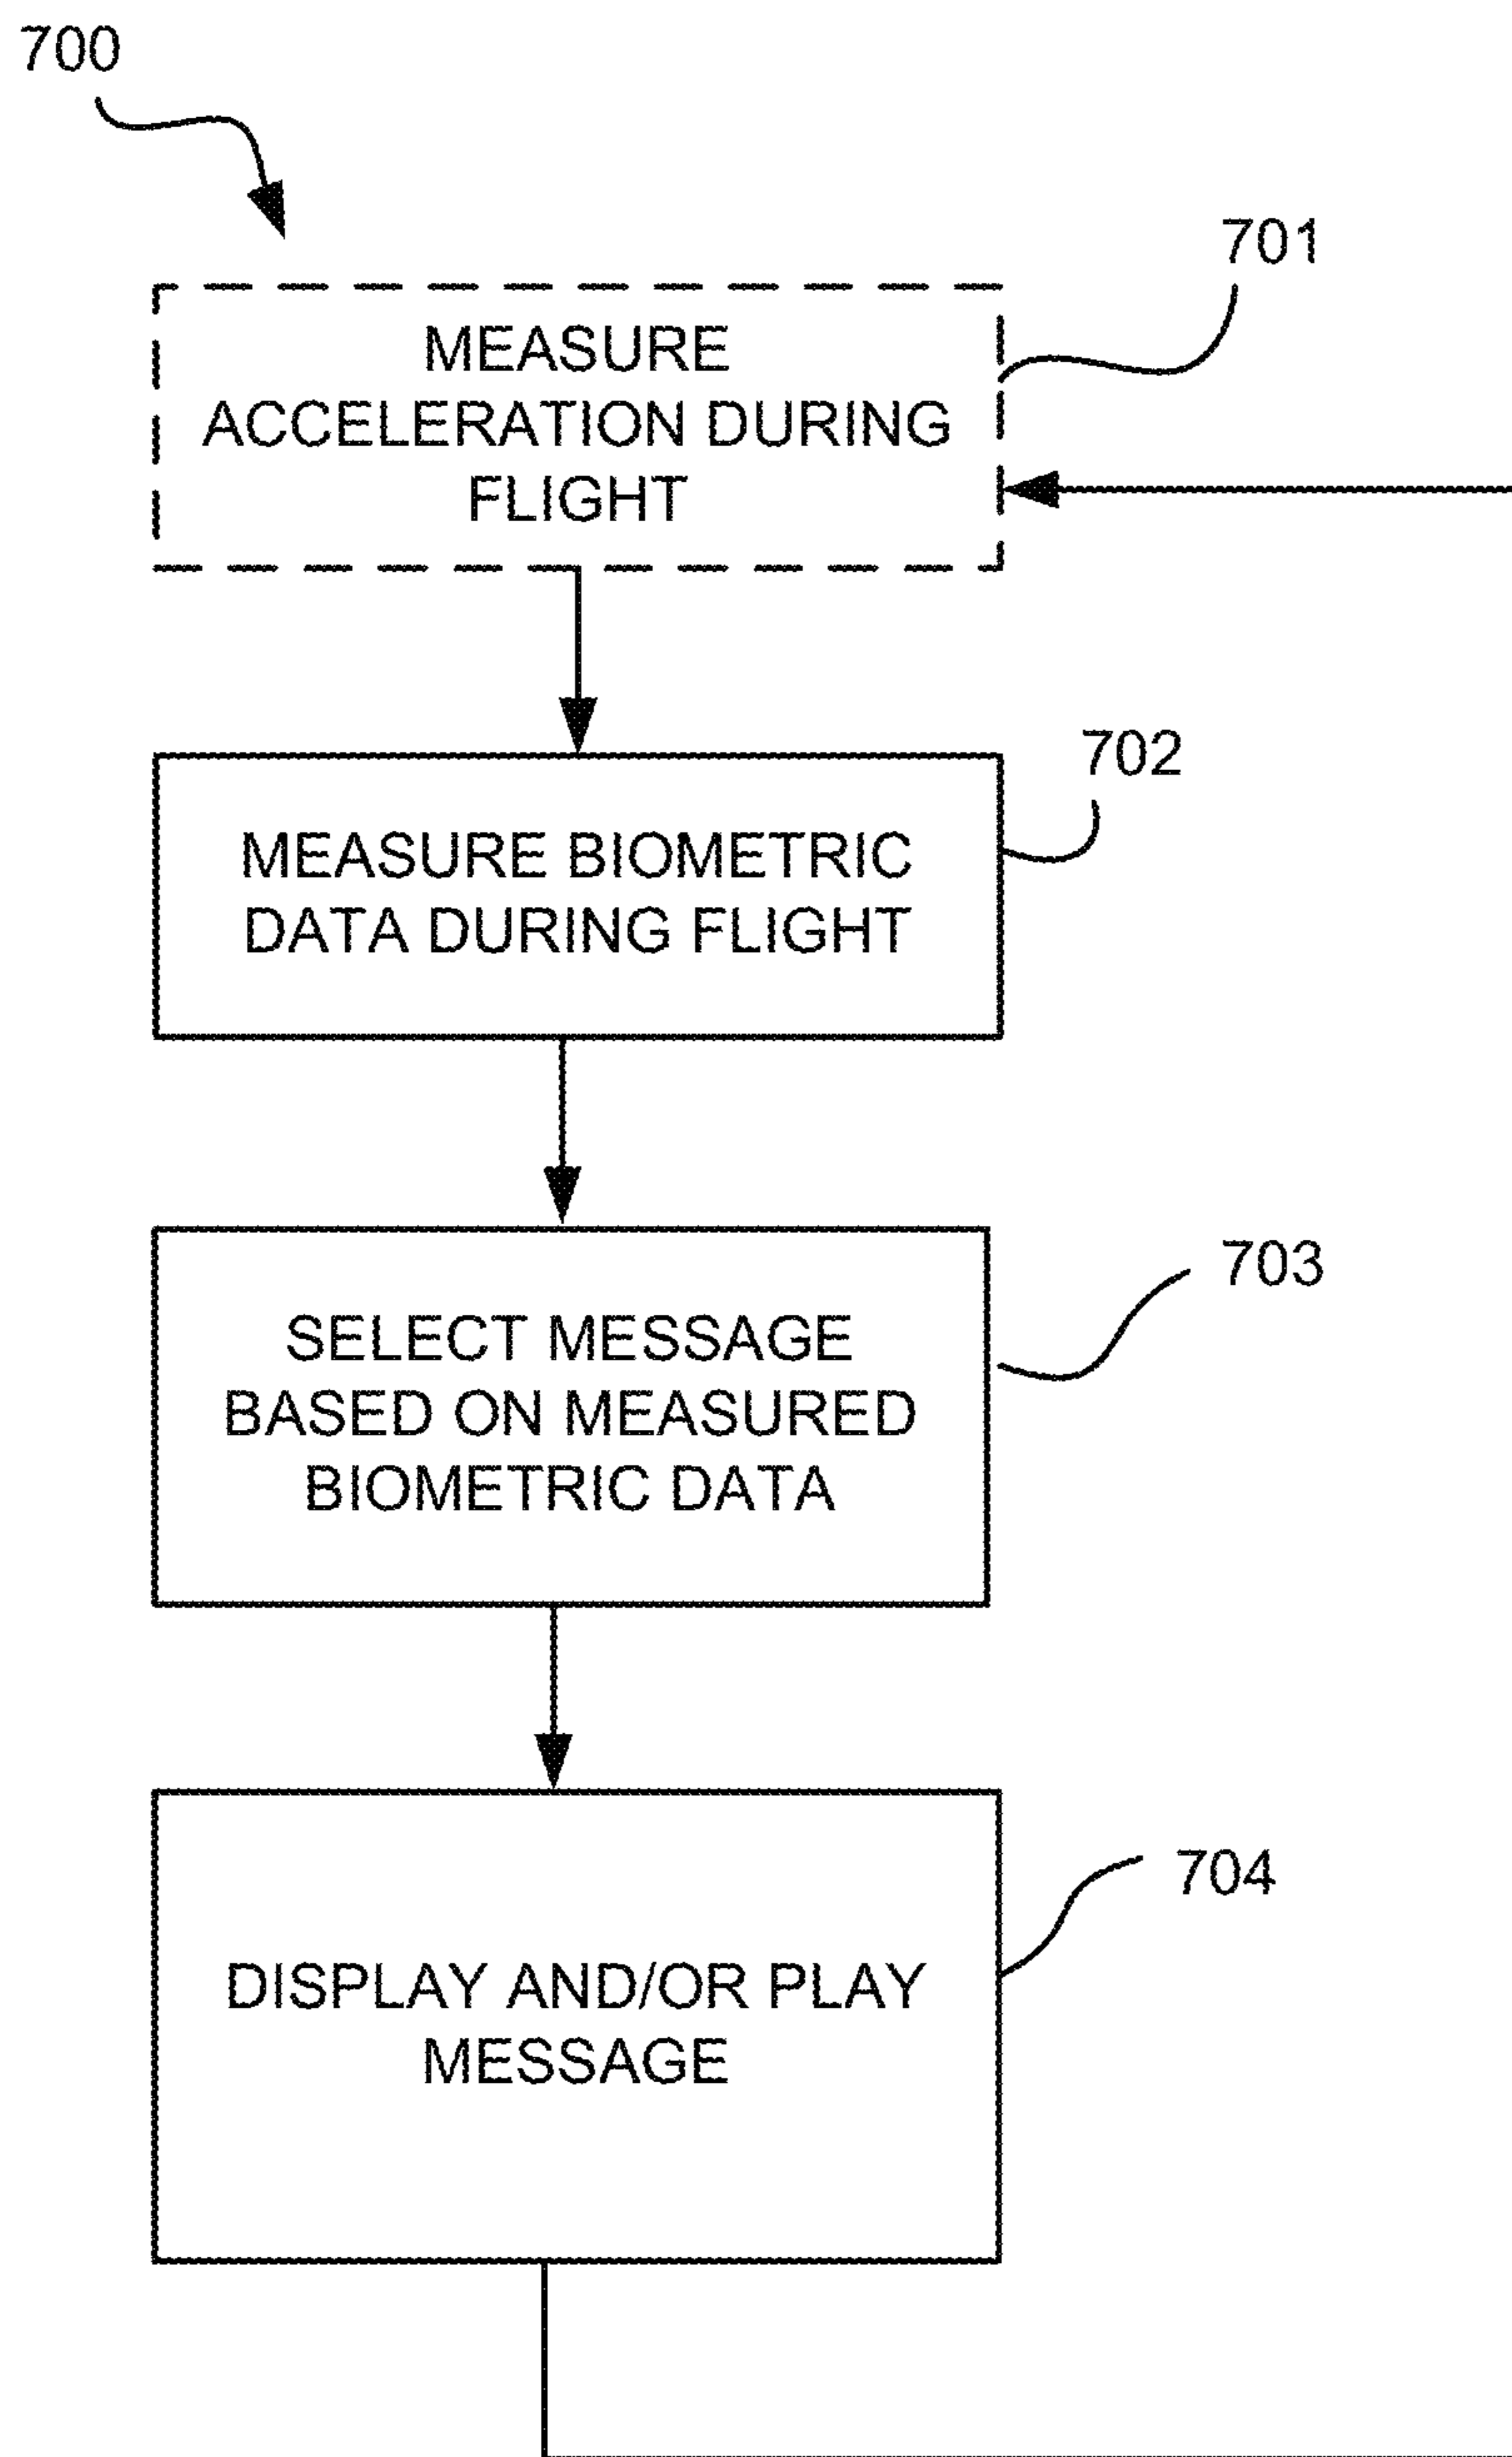 700
701
MEASURE
ACCELERATION DURING
FLIGHT
702
MEASURE BIOMETRIC
DATA DURING FLIGHT
703
SELECT MESSAGE
BASED ON MEASURED
BIOMETRIC DATA
704
DISPLAY AND/OR PLAY
MESSAGE